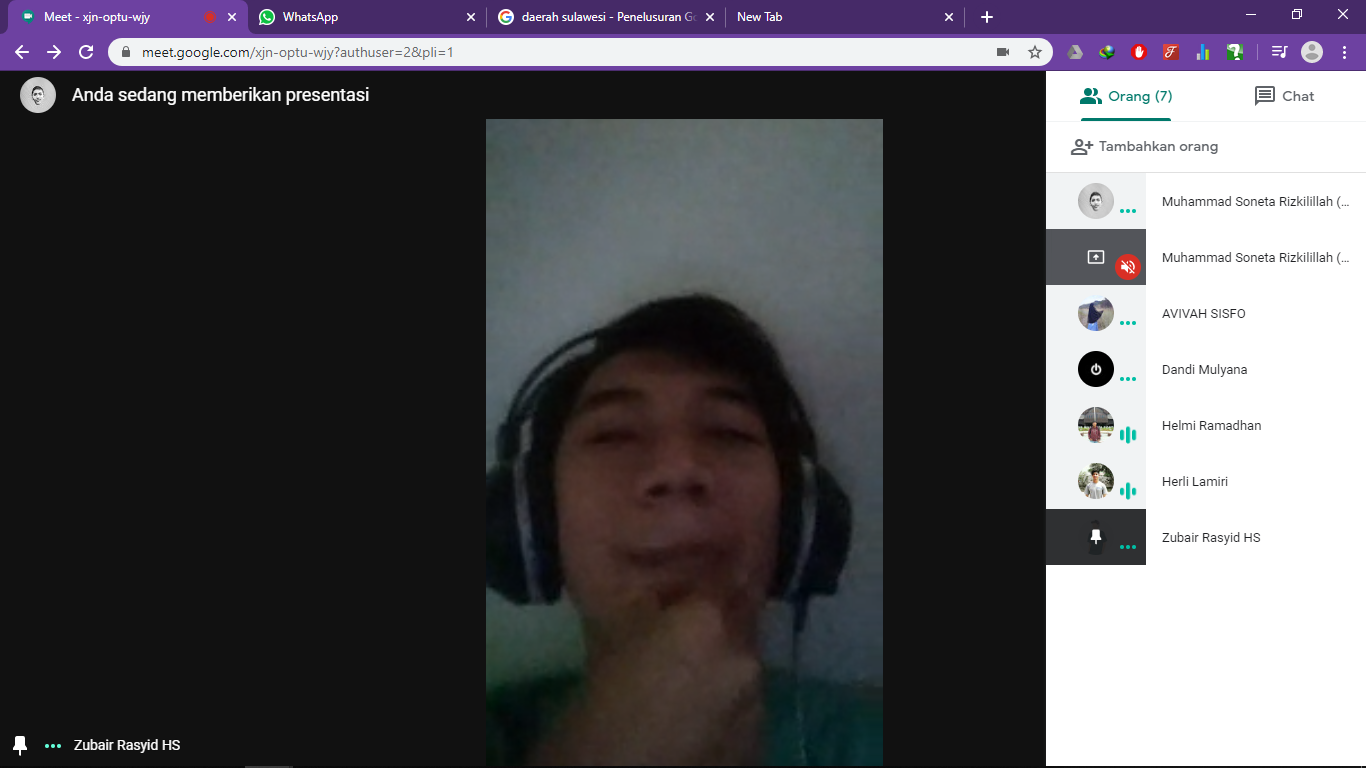 Meet - xjn-optu-wjy
WhatsApp
daerah sulawesi - Penelusuran Go
New Tab
meet.google.com/xjn-optu-wjy?authuser=2&pli=1
Anda sedang memberikan presentasi
Orang (7)
Chat
Tambahkan orang
Muhammad Soneta Rizkilillah (...
Muhammad Soneta Rizkilillah (...
AVIVAH SISFO
Dandi Mulyana
Helmi Ramadhan
Herli Lamiri
Zubair Rasyid HS
Zubair Rasyid HS